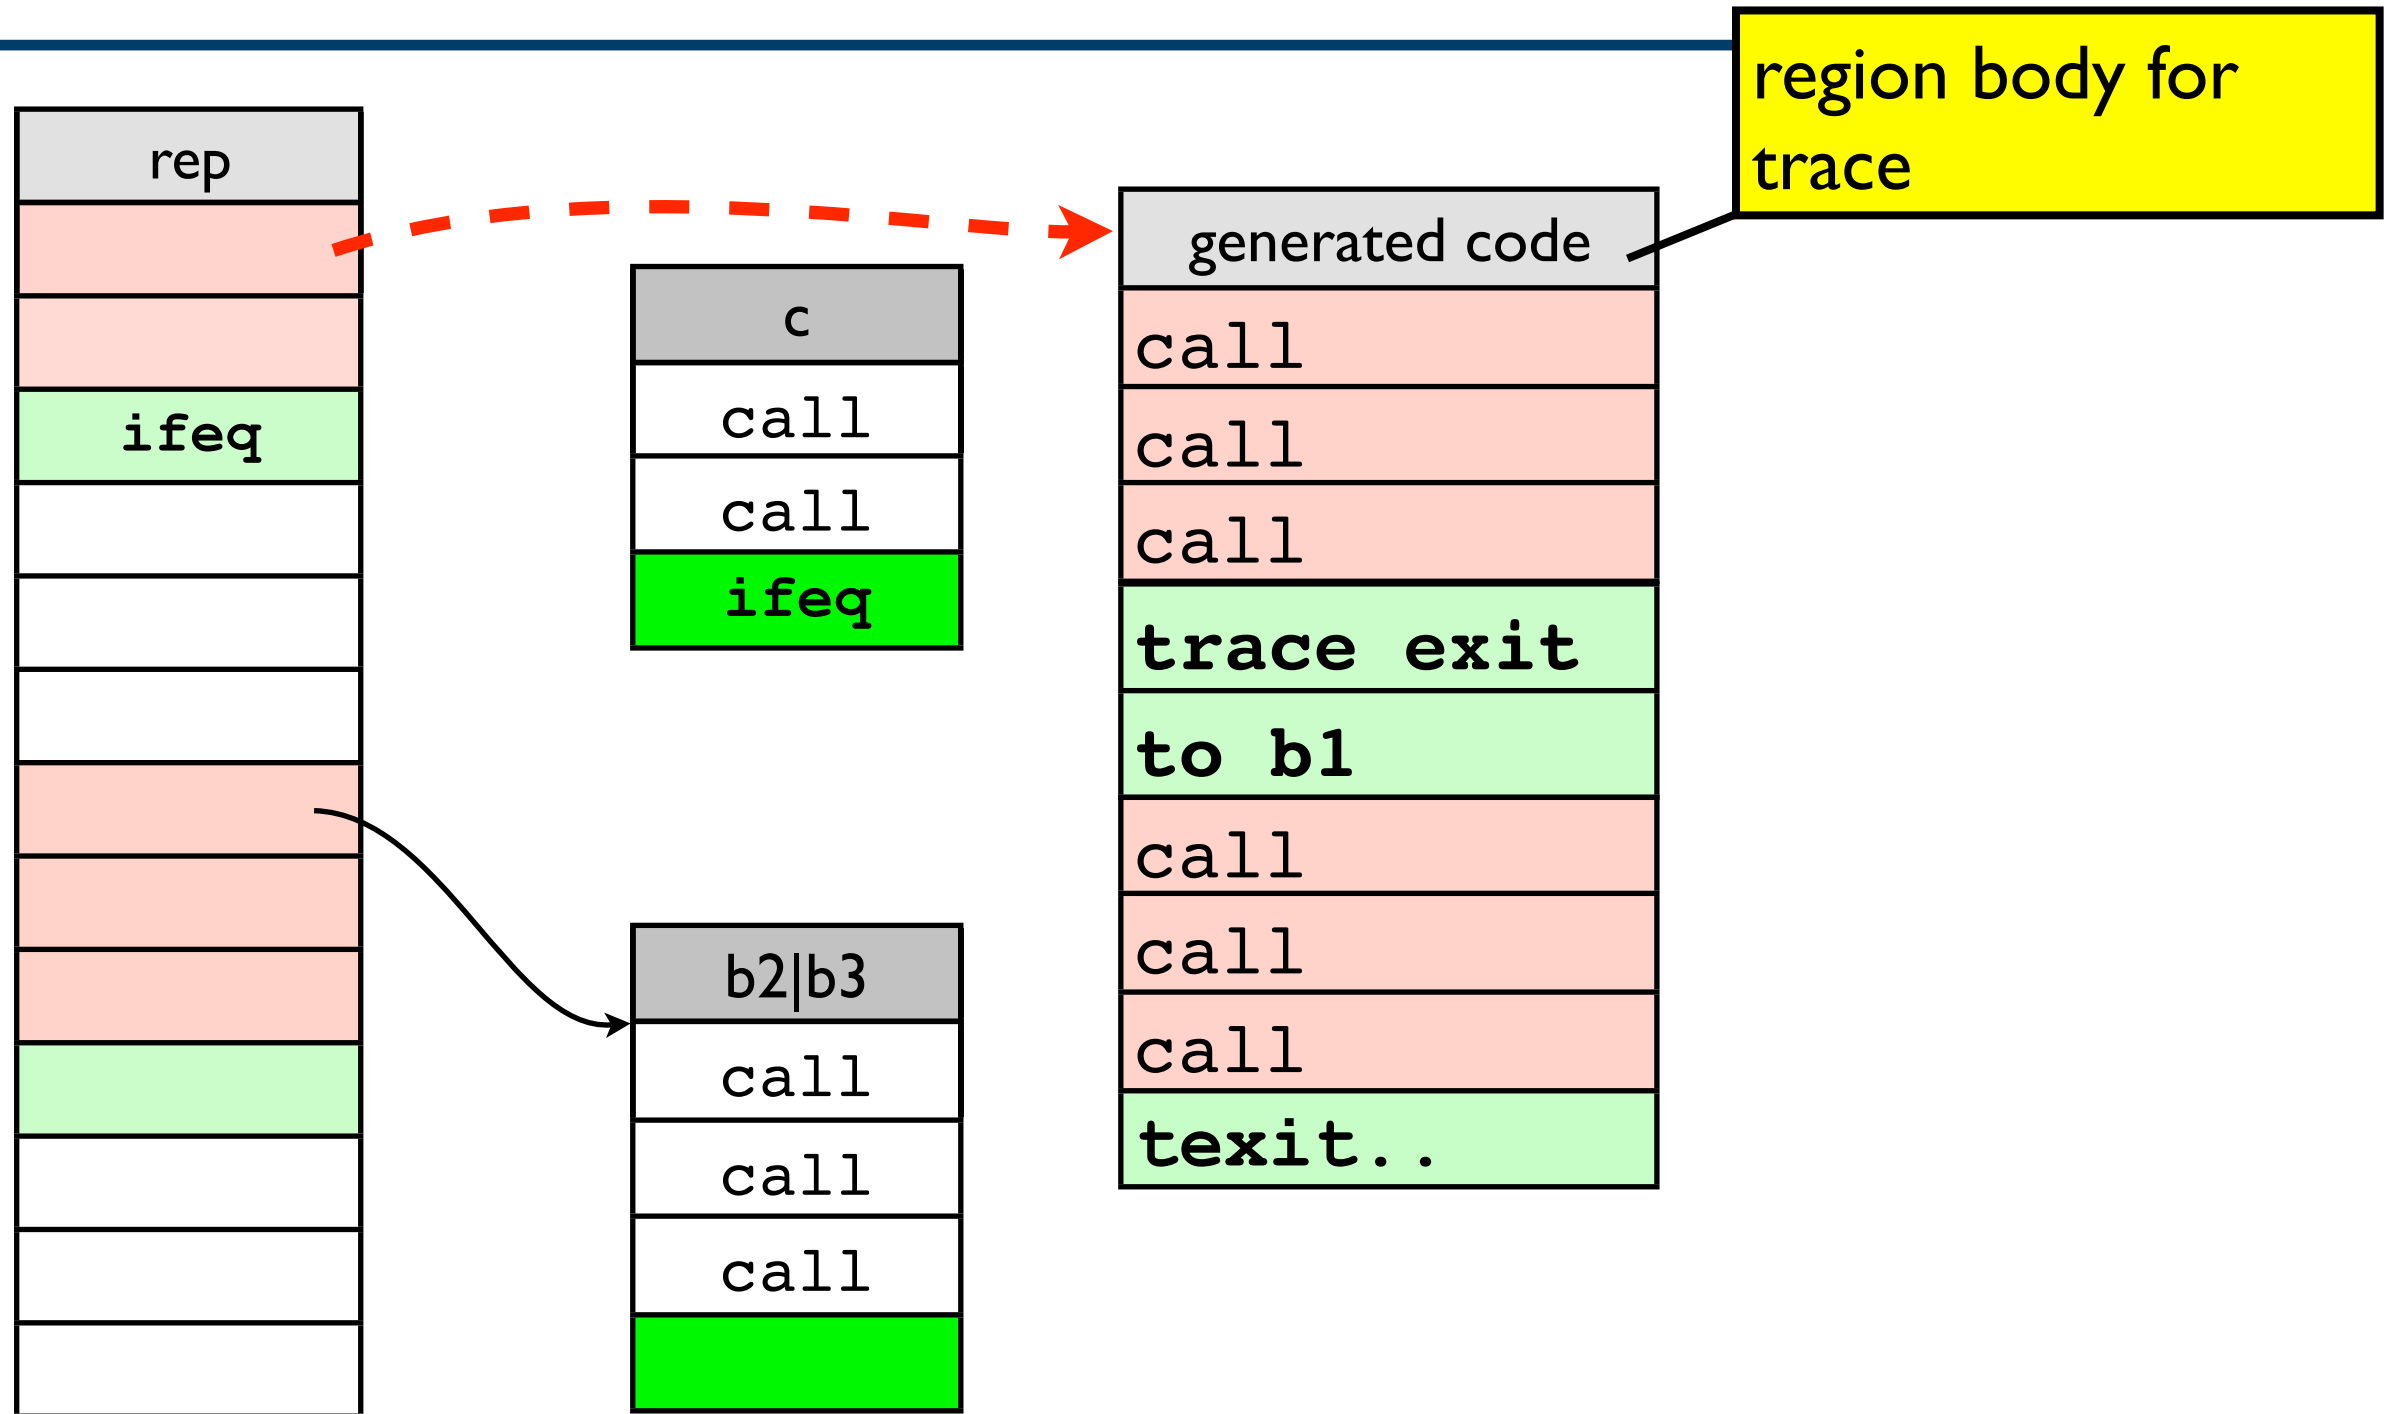 region body for
trace
rep
ifeq
c
call
call
ifeq
b2|b3
call
call
call
generated code
call
call
call
trace exit
to b1
call
call
call
texit..